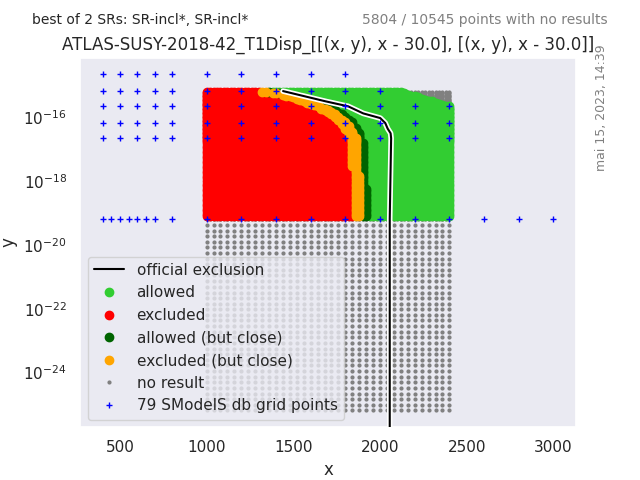 best of 2 SRs: SR-incl*, SR-incl*
5804 / 10545 points with no results
ATLAS-SUSY-2018-42_T1Disp_[[(x, y), x - 30.0], [(x, y), x - 30.0]]
mai 15, 2023, 14:39
y
10⁻¹⁶
10⁻¹⁸
10⁻²⁰
10⁻²²
10⁻²⁴
official exclusion
allowed
excluded
allowed (but close)
excluded (but close)
no result
79 SModelS db grid points
500 1000 1500 2000 2500 3000
x